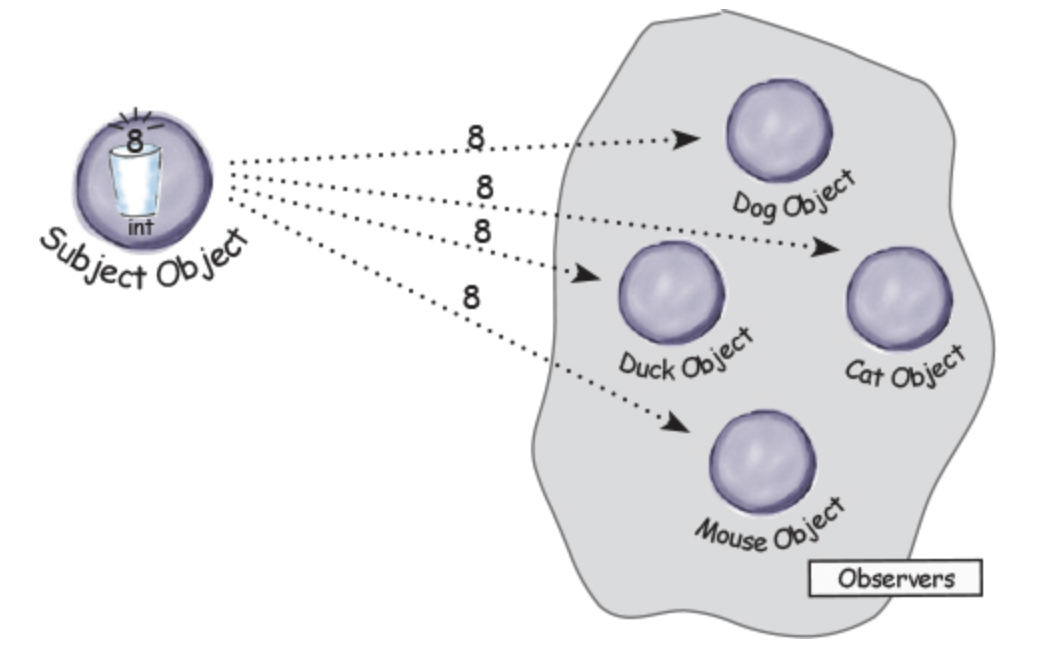 8
int
Subject Object
8
8
8
8
Dog Object
Duck Object
Cat Object
Mouse Object
Observers